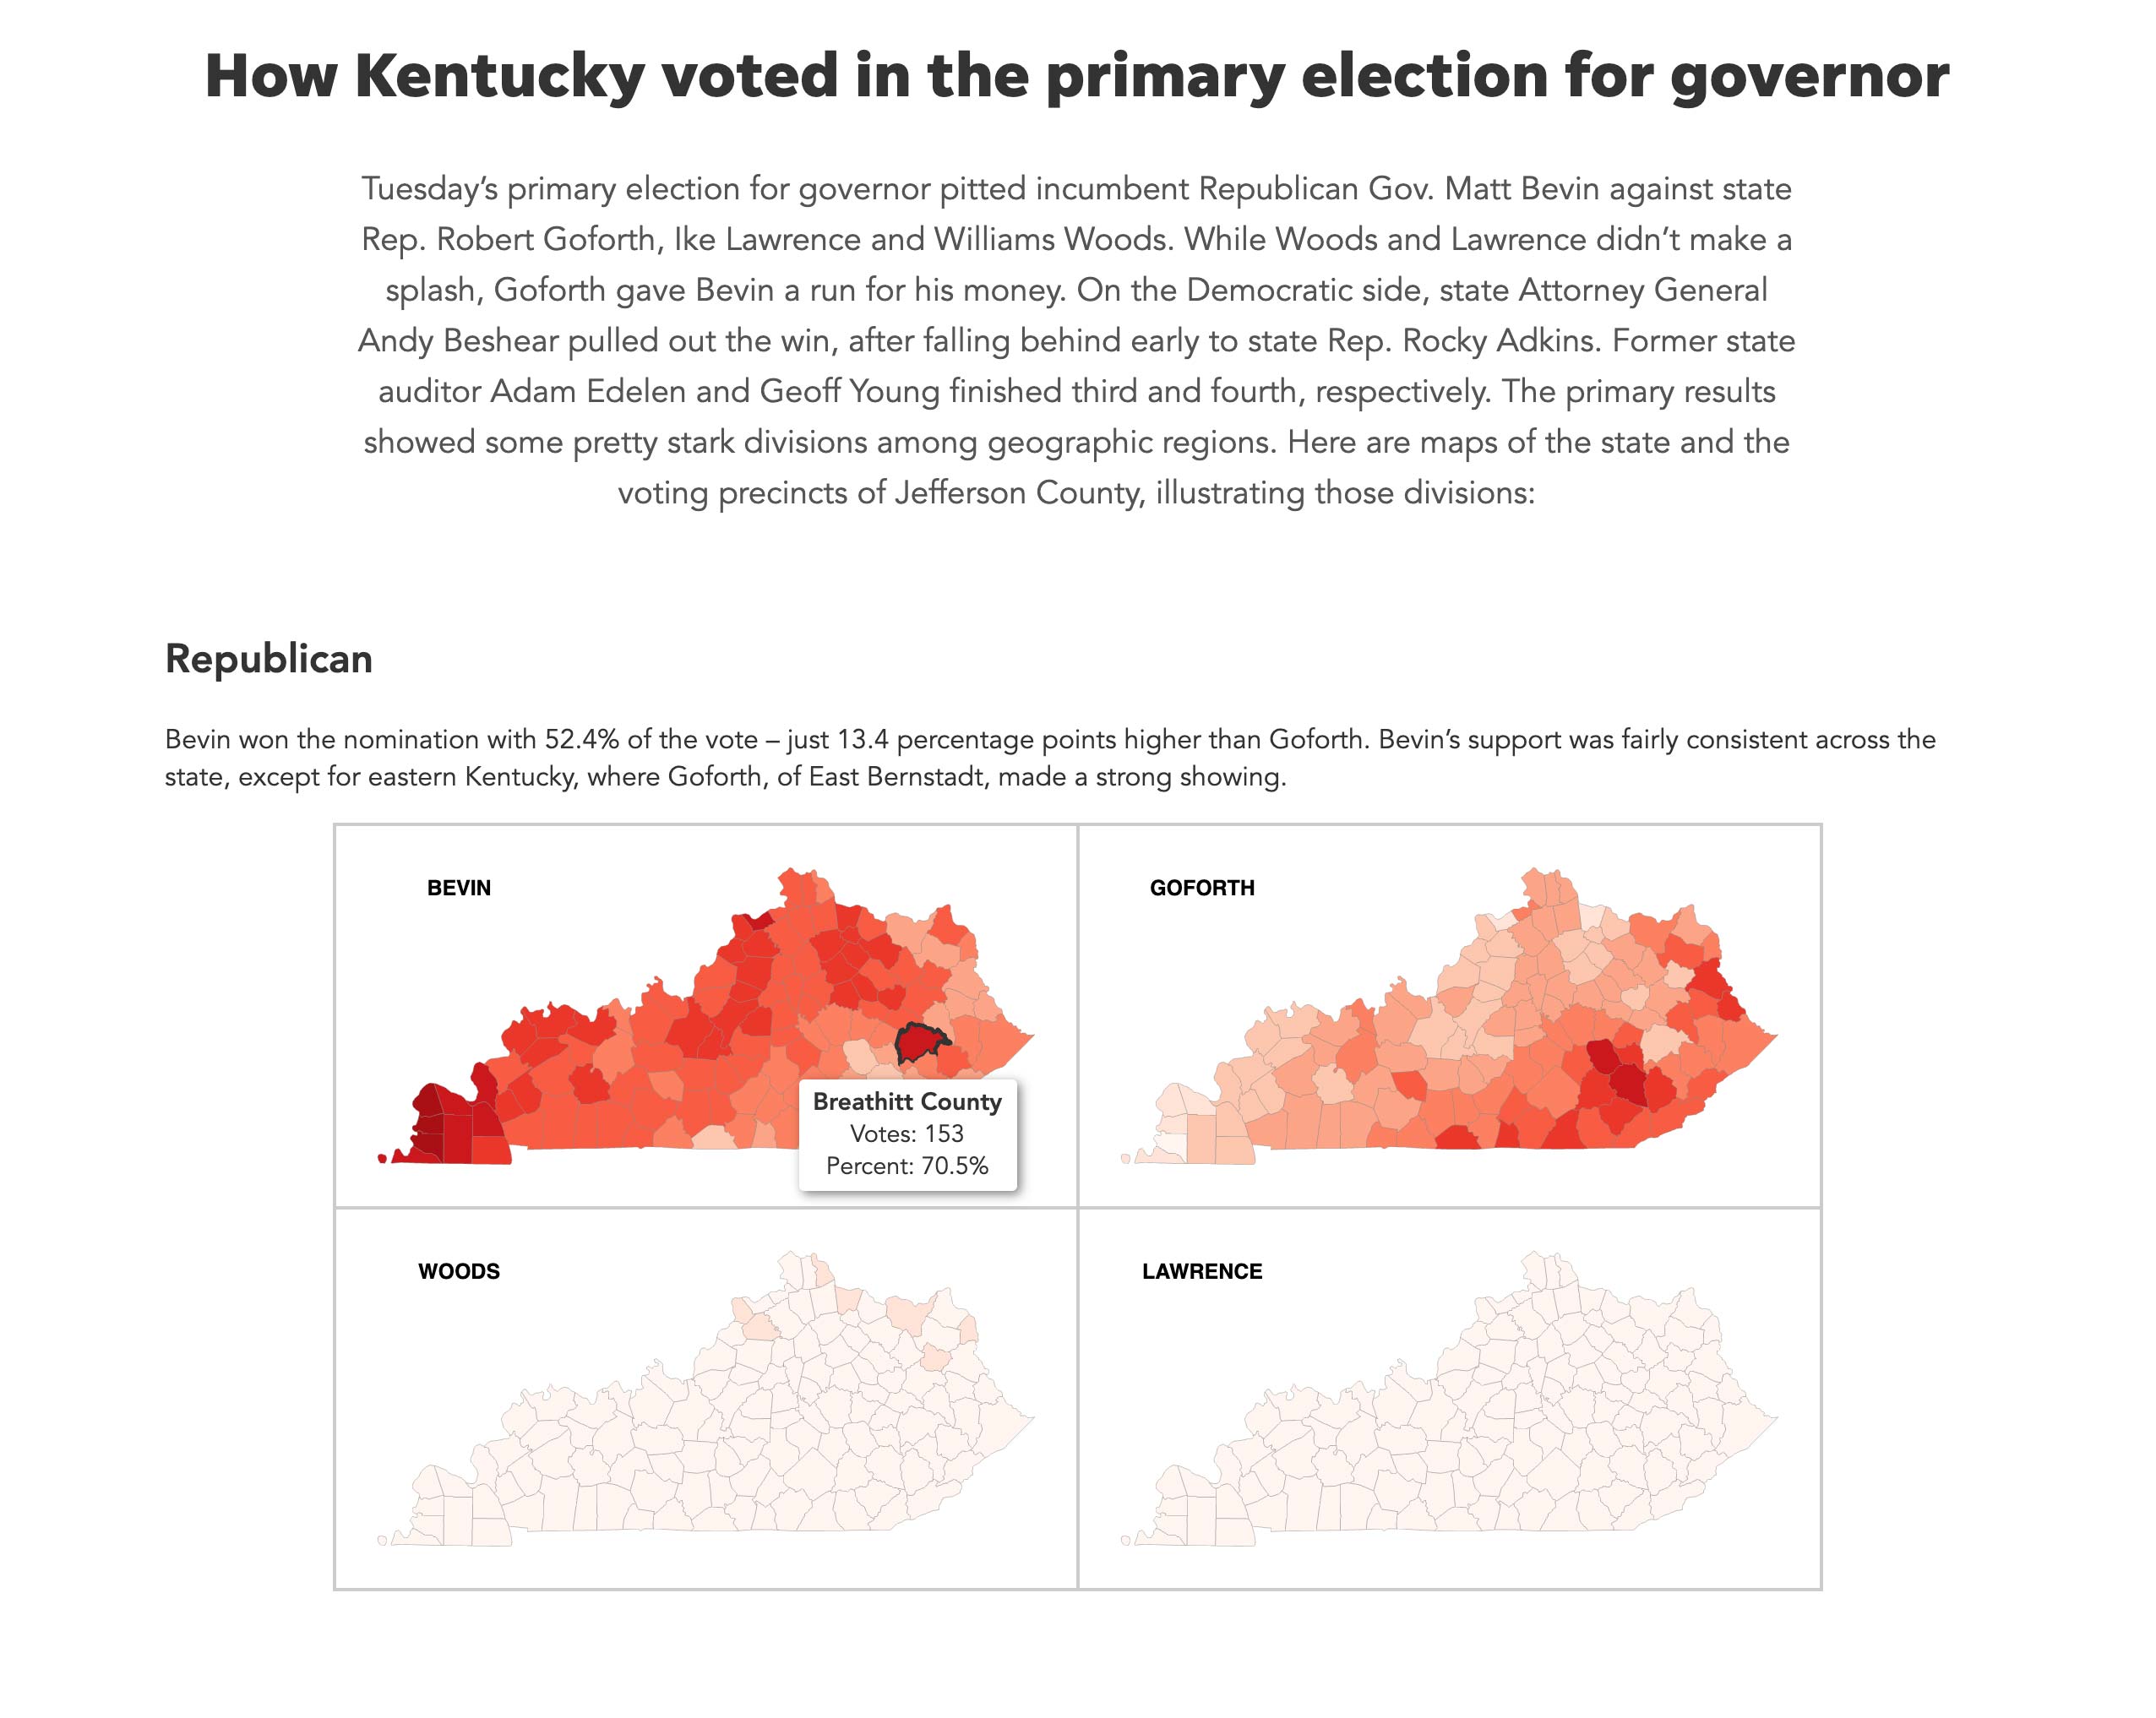 How Kentucky voted in the primary election for governor
Tuesday’s primary election for governor pitted incumbent Republican Gov. Matt Bevin against state
Rep. Robert Goforth, Ike Lawrence and Williams Woods. While Woods and Lawrence didn’t make a
splash, Goforth gave Bevin a run for his money. On the Democratic side, state Attorney General
Andy Beshear pulled out the win, after falling behind early to state Rep. Rocky Adkins. Former state
auditor Adam Edelen and Geoff Young finished third and fourth, respectively. The primary results
showed some pretty stark divisions among geographic regions. Here are maps of the state and the
voting precincts of Jefferson County, illustrating those divisions:
Republican
Bevin won the nomination with 52.4% of the vote – just 13.4 percentage points higher than Goforth. Bevin’s support was fairly consistent across the
state, except for eastern Kentucky, where Goforth, of East Bernstadt, made a strong showing.
BEVIN
Breathitt County
Votes: 153
Percent: 70.5%
GOFORTH
WOODS
LAWRENCE